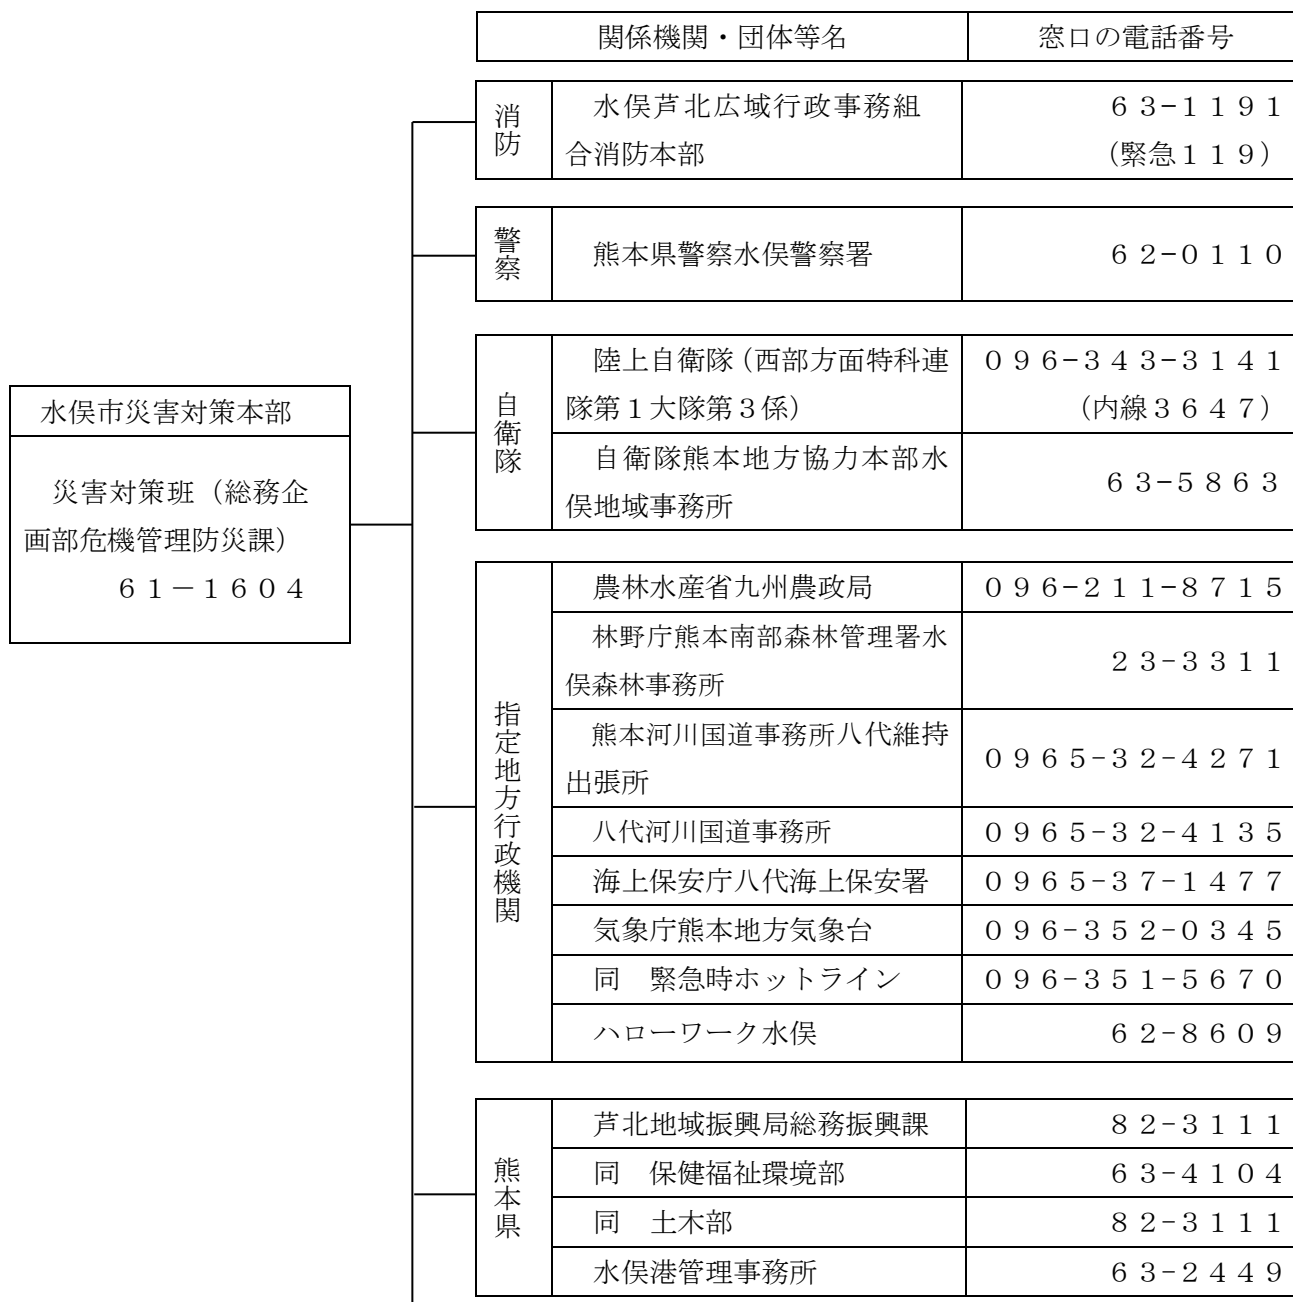 関係機関・団体等名 窓口の電話番号
消防
水俣芦北広域行政事務組 ６３-１１９１
合消防本部 （緊急１１９）
警察
熊本県警察水俣警察署 ６２-０１１０
自衛隊
陸上自衛隊（西部方面特科連 ０９６-３４３-３１４１
隊第１大隊第３係） （内線３６４７）
自衛隊熊本地方協力本部水
俣地域事務所 ６３-５８６３
水俣市災害対策本部
災害対策班（総務企
画部危機管理防災課）
６１－１６０４
指定地方行政機関
農林水産省九州農政局 ０９６-２１１-８７１５
林野庁熊本南部森林管理署水
俣森林事務所 ２３-３３１１
熊本河川国道事務所八代維持
出張所 ０９６５-３２-４２７１
八代河川国道事務所 ０９６５-３２-４１３５
海上保安庁八代海上保安署 ０９６５-３７-１４７７
気象庁熊本地方気象台 ０９６-３５２-０３４５
同　緊急時ホットライン ０９６-３５１-５６７０
ハローワーク水俣 ６２-８６０９
熊本県
芦北地域振興局総務振興課 ８２-３１１１
同　保健福祉環境部 ６３-４１０４
同　土木部 ８２-３１１１
水俣港管理事務所 ６３-２４４９